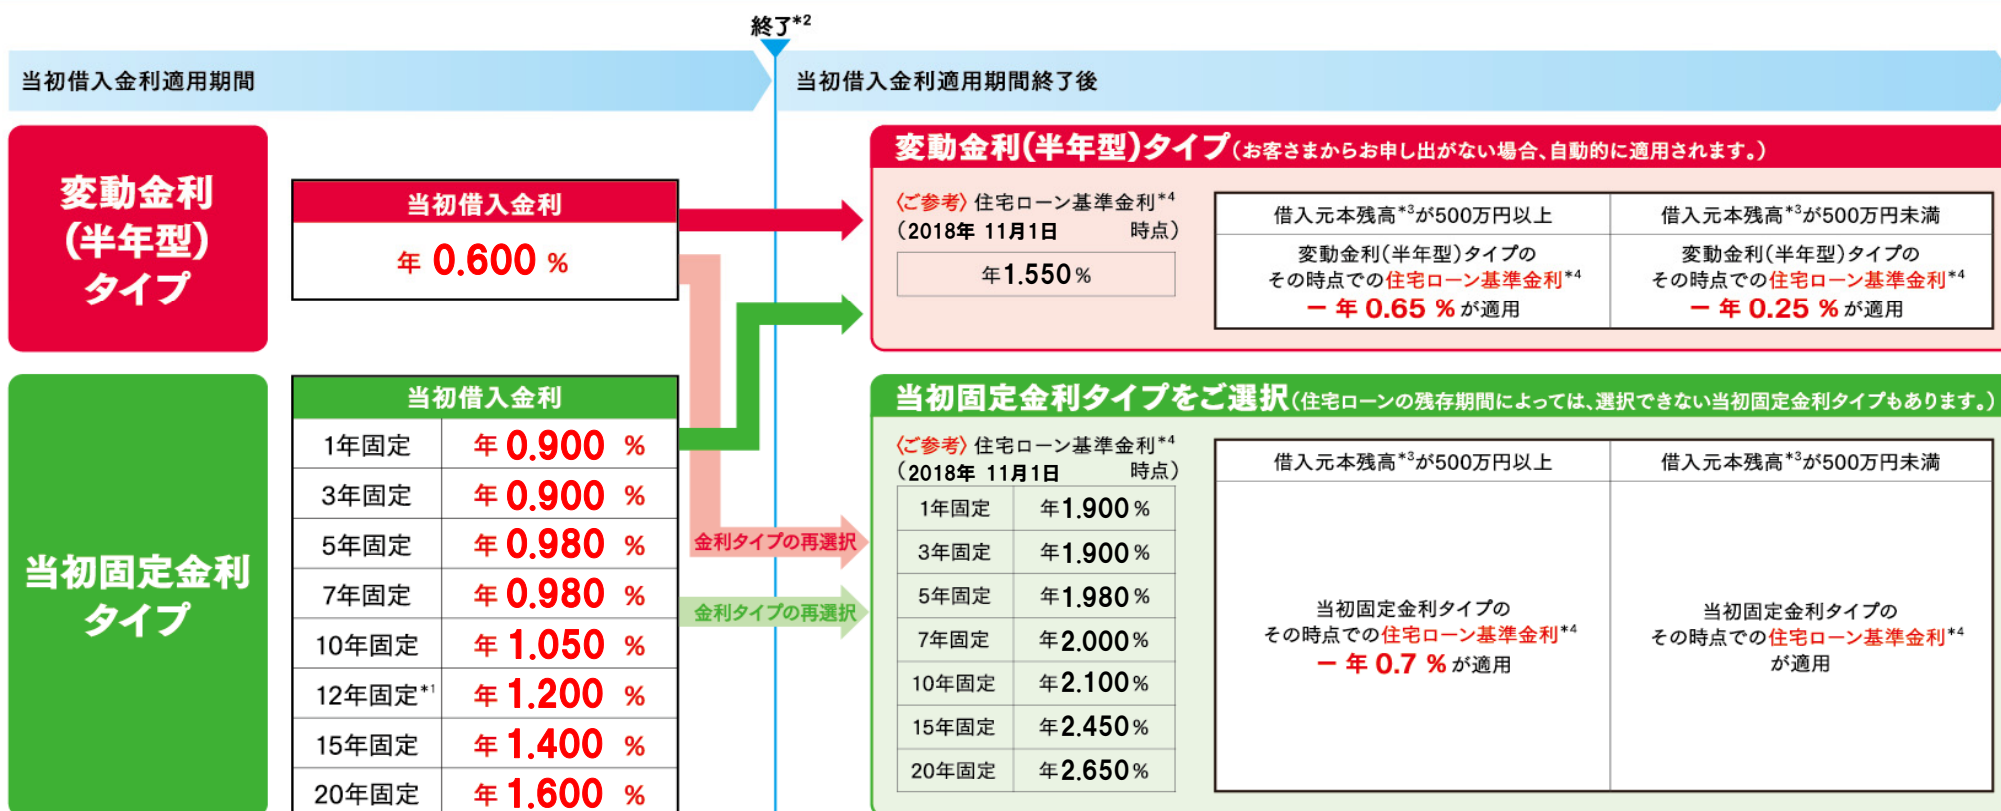 終了*2
当初借入金利適用期間
当初借入金利適用期間終了後
変動金利
(半年型)
タイプ
当初借入金利
年 0.600 %
変動金利(半年型)タイプ(お客さまからお申し出がない場合、自動的に適用されます。)
〈ご参考〉住宅ローン基準金利*4
(2018年 11月1日 時点)
年1.550%
借入元本残高*3が500万円以上
変動金利(半年型)タイプの
その時点での住宅ローン基準金利*4
－ 年 0.65 % が適用
借入元本残高*3が500万円未満
変動金利(半年型)タイプの
その時点での住宅ローン基準金利*4
－ 年 0.25 % が適用
当初固定金利
タイプ
当初借入金利
1年固定 年 0.900 %
3年固定 年 0.900 %
5年固定 年 0.980 %
7年固定 年 0.980 %
10年固定 年 1.050 %
12年固定*1 年 1.200 %
15年固定 年 1.400 %
20年固定 年 1.600 %
金利タイプの再選択
金利タイプの再選択
当初固定金利タイプをご選択(住宅ローンの残存期間によっては、選択できない当初固定金利タイプもあります。)
〈ご参考〉住宅ローン基準金利*4
(2018年 11月1日 時点)
1年固定 年1.900%
3年固定 年1.900%
5年固定 年1.980%
7年固定 年2.000%
10年固定 年2.100%
15年固定 年2.450%
20年固定 年2.650%
借入元本残高*3が500万円以上
当初固定金利タイプの
その時点での住宅ローン基準金利*4
－ 年 0.7 % が適用
借入元本残高*3が500万円未満
当初固定金利タイプの
その時点での住宅ローン基準金利*4
が適用